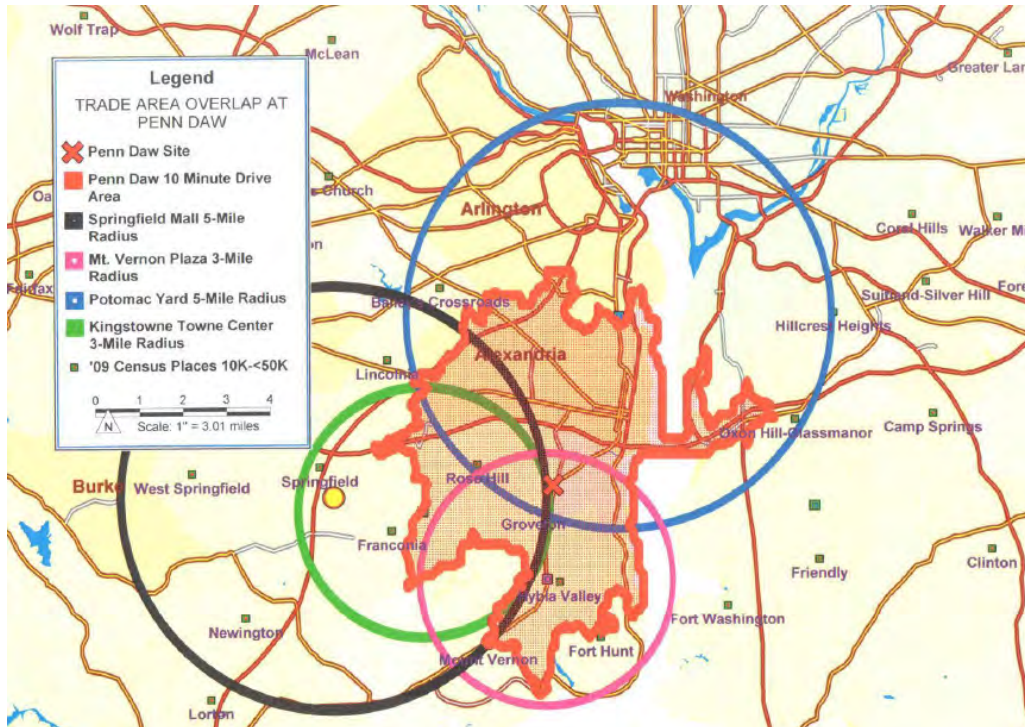 Wolf Trap
McLean
Greater Lan
Washington
Legend
TRADE AREA OVERLAP AT
PENN DAW
Penn Daw Site
Penn Daw 10 Minute Drive
Area
Springfield Mall 5-Mile
Radius
Mt. Vernon Plaza 3-Mile
Radius
Potomac Yard 5-Mile Radius
Kingstowne Towne Center
3-Mile Radius
'09 Census Places 10K-<50K
0 1 2 3 4
N
Scale: 1" = 3.01 miles
Oa
Church
Arlington
Coral Hills
Walker Mi
on
Fairfax
Crossroads
Suitland-Silver Hill
Fore
Hillcrest Heights
Alexandria
Lincolnia
Oxon Hill-Glassmanor
Camp Springs
Burke
West Springfield
Springfield
Rose Hill
Groveton
Franconia
Friendly
Clinton
Hybla Valley
Fort Washington
Newington
Mount Vernon
Fort Hunt
Lorton